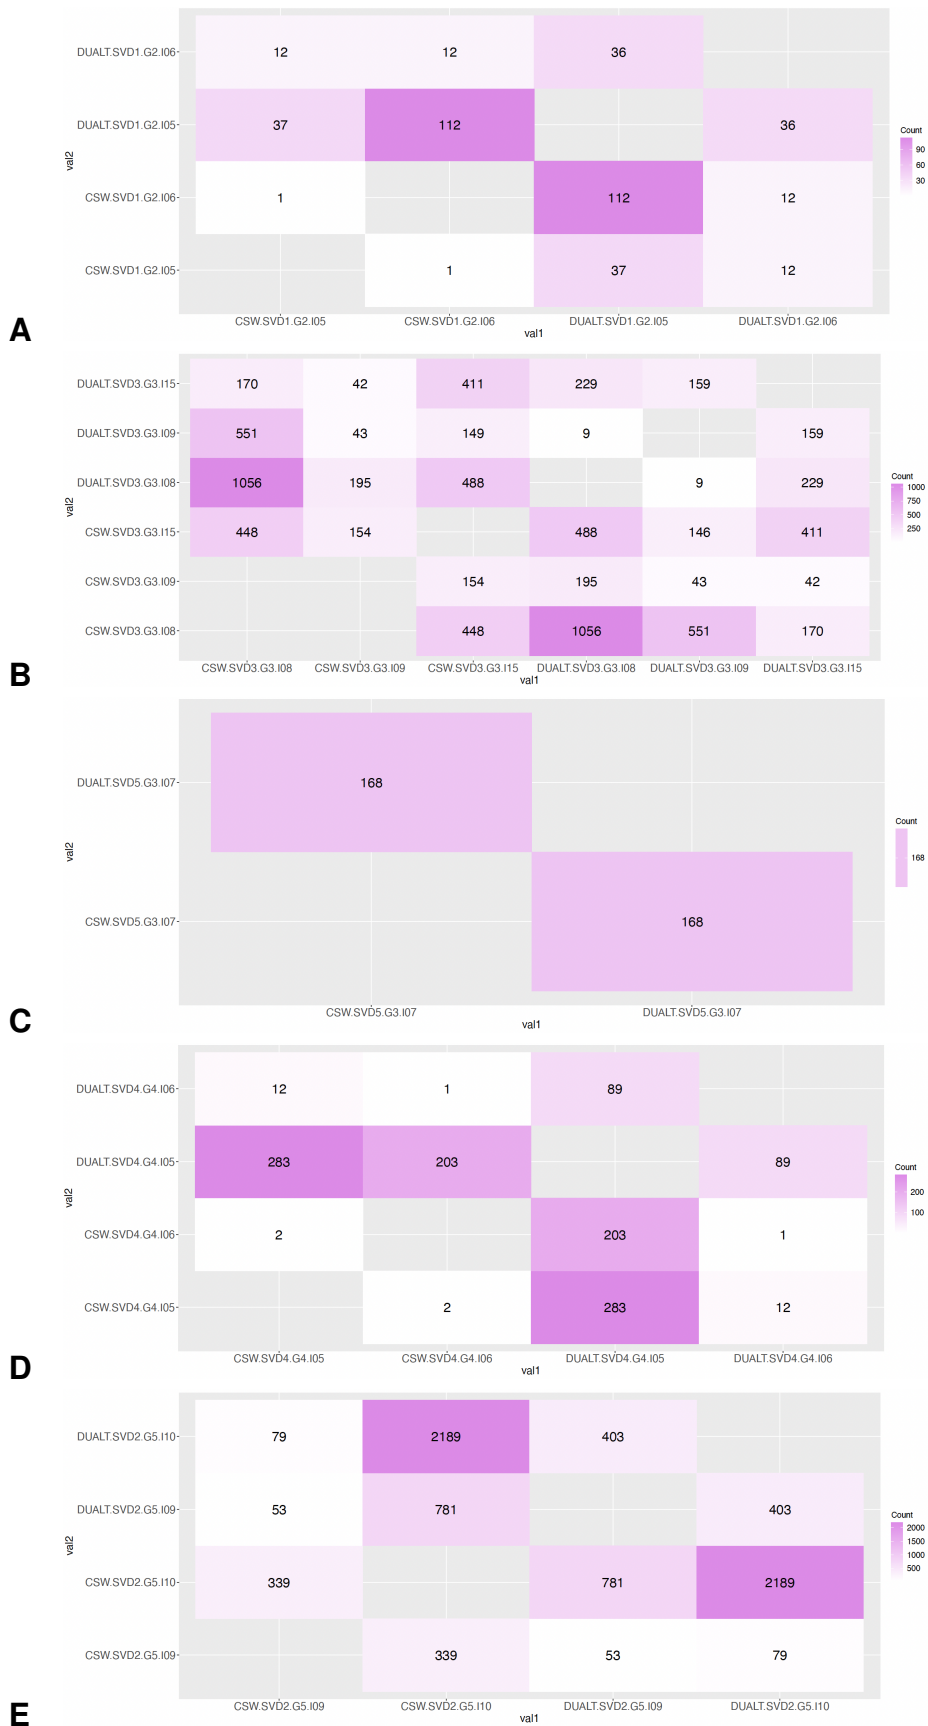 DUALT.SVD1.G2.I06
12 12 36
DUALT.SVD1.G2.I05
37 112 36
CSW.SVD1.G2.I06
1 112 12
CSW.SVD1.G2.I05
1 37 12
val2
CSW.SVD1.G2.I05 CSW.SVD1.G2.I06 DUALT.SVD1.G2.I05 DUALT.SVD1.G2.I06
val1
Count
90
60
30
A
DUALT.SVD3.G3.I15
170 42 411 229 159
DUALT.SVD3.G3.I09
551 43 149 9 159
DUALT.SVD3.G3.I08
1056 195 488 9 229
CSW.SVD3.G3.I15
448 154 488 146 411
CSW.SVD3.G3.I09
154 195 43 42
CSW.SVD3.G3.I08
448 1056 551 170
val2
CSW.SVD3.G3.I08 CSW.SVD3.G3.I09 CSW.SVD3.G3.I15 DUALT.SVD3.G3.I08 DUALT.SVD3.G3.I09 DUALT.SVD3.G3.I15
val1
Count
1000
750
500
250
B
DUALT.SVD5.G3.I07
168
CSW.SVD5.G3.I07
168
val2
CSW.SVD5.G3.I07 DUALT.SVD5.G3.I07
val1
Count
168
C
DUALT.SVD4.G4.I06
12 1 89
DUALT.SVD4.G4.I05
283 203 89
CSW.SVD4.G4.I06
2 203 1
CSW.SVD4.G4.I05
2 283 12
val2
CSW.SVD4.G4.I05 CSW.SVD4.G4.I06 DUALT.SVD4.G4.I05 DUALT.SVD4.G4.I06
val1
Count
200
100
D
DUALT.SVD2.G5.I10
79 2189 403
DUALT.SVD2.G5.I09
53 781 403
CSW.SVD2.G5.I10
339 781 2189
CSW.SVD2.G5.I09
339 53 79
val2
CSW.SVD2.G5.I09 CSW.SVD2.G5.I10 DUALT.SVD2.G5.I09 DUALT.SVD2.G5.I10
val1
Count
2000
1500
1000
500
E